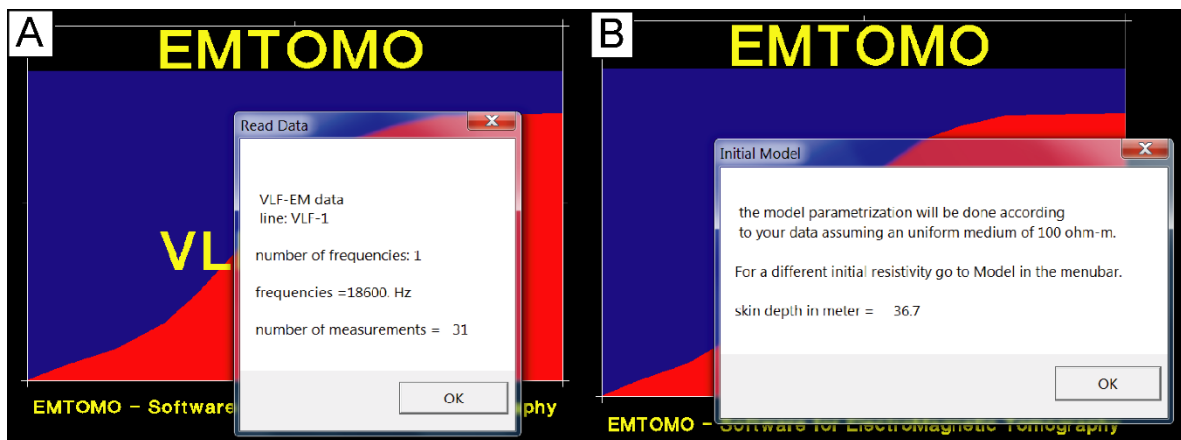 A
EMTOMO
Read Data
VLF-EM data
line: VLF-1
number of frequencies: 1
frequencies =18600. Hz
number of measurements = 31
OK
VL
EMTOMO - Software phy
B
EMTOMO
Initial Model
the model parametrization will be done according
to your data assuming an uniform medium of 100 ohm-m.
For a different initial resistivity go to Model in the menubar.
skin depth in meter = 36.7
OK
EMTOMO - Software for ElectroMagnetic Tomography